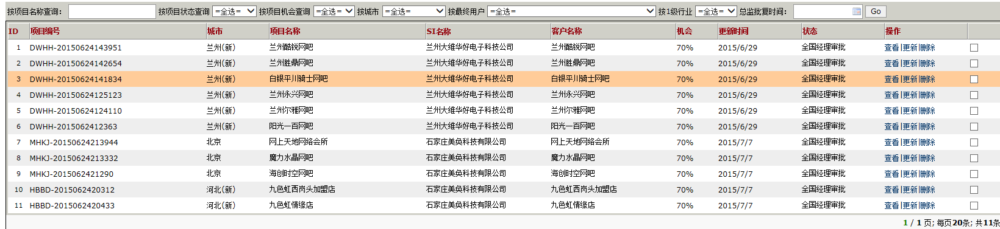 按项目名称查询: 按项目状态查询 =全选= 按项目机会查询 =全选= 按城市 =全选= 按最终用户 =全选= 按1级行业 =全选= 总监批复时间: Go
ID 项目编号 城市 项目名称 SI名称 客户名称 机会 更新时间 状态 操作
1 DWHH-20150624143951 兰州(新) 兰州酷锐网吧 兰州大维华好电子科技公司 兰州酷锐网吧 70% 2015/6/29 全国经理审批 查看|更新|删除
2 DWHH-20150624142654 兰州(新) 兰州胜鼎网吧 兰州大维华好电子科技公司 兰州胜鼎网吧 70% 2015/6/29 全国经理审批 查看|更新|删除
3 DWHH-20150624141834 兰州(新) 白银平川骑士网吧 兰州大维华好电子科技公司 白银平川骑士网吧 70% 2015/6/29 全国经理审批 查看|更新|删除
4 DWHH-20150624125123 兰州(新) 兰州永兴网吧 兰州大维华好电子科技公司 兰州永兴网吧 70% 2015/6/29 全国经理审批 查看|更新|删除
5 DWHH-20150624124110 兰州(新) 兰州尔雅网吧 兰州大维华好电子科技公司 兰州尔雅网吧 70% 2015/6/29 全国经理审批 查看|更新|删除
6 DWHH-2015062412363 兰州(新) 阳光一百网吧 兰州大维华好电子科技公司 阳光一百网吧 70% 2015/6/29 全国经理审批 查看|更新|删除
7 MHKJ-20150624213944 北京 网上天地网络会所 石家庄美奂科技有限公司 网上天地网络会所 70% 2015/7/7 全国经理审批 查看|更新|删除
8 MHKJ-20150624213332 北京 魔力水晶网吧 石家庄美奂科技有限公司 魔力水晶网吧 70% 2015/7/7 全国经理审批 查看|更新|删除
9 MHKJ-2015062421290 北京 海创时空网吧 石家庄美奂科技有限公司 海创时空网吧 70% 2015/7/7 全国经理审批 查看|更新|删除
10 HBBD-2015062420312 河北(新) 九色虹西岗头加盟店 石家庄美奂科技有限公司 九色虹西岗头加盟店 70% 2015/7/7 全国经理审批 查看|更新|删除
11 HBBD-2015062420433 河北(新) 九色虹情缘店 石家庄美奂科技有限公司 九色虹情缘店 70% 2015/7/7 全国经理审批 查看|更新|删除
1 / 1 页; 每页20条; 共11条